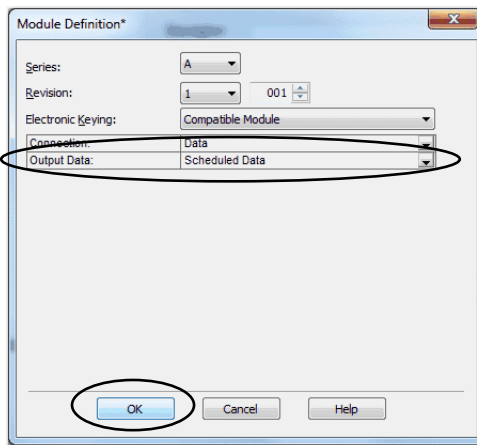 Module Definition*
Series: A
Revision: 1 001
Electronic Keying: Compatible Module
Connection: Data
Output Data: Scheduled Data
OK Cancel Help